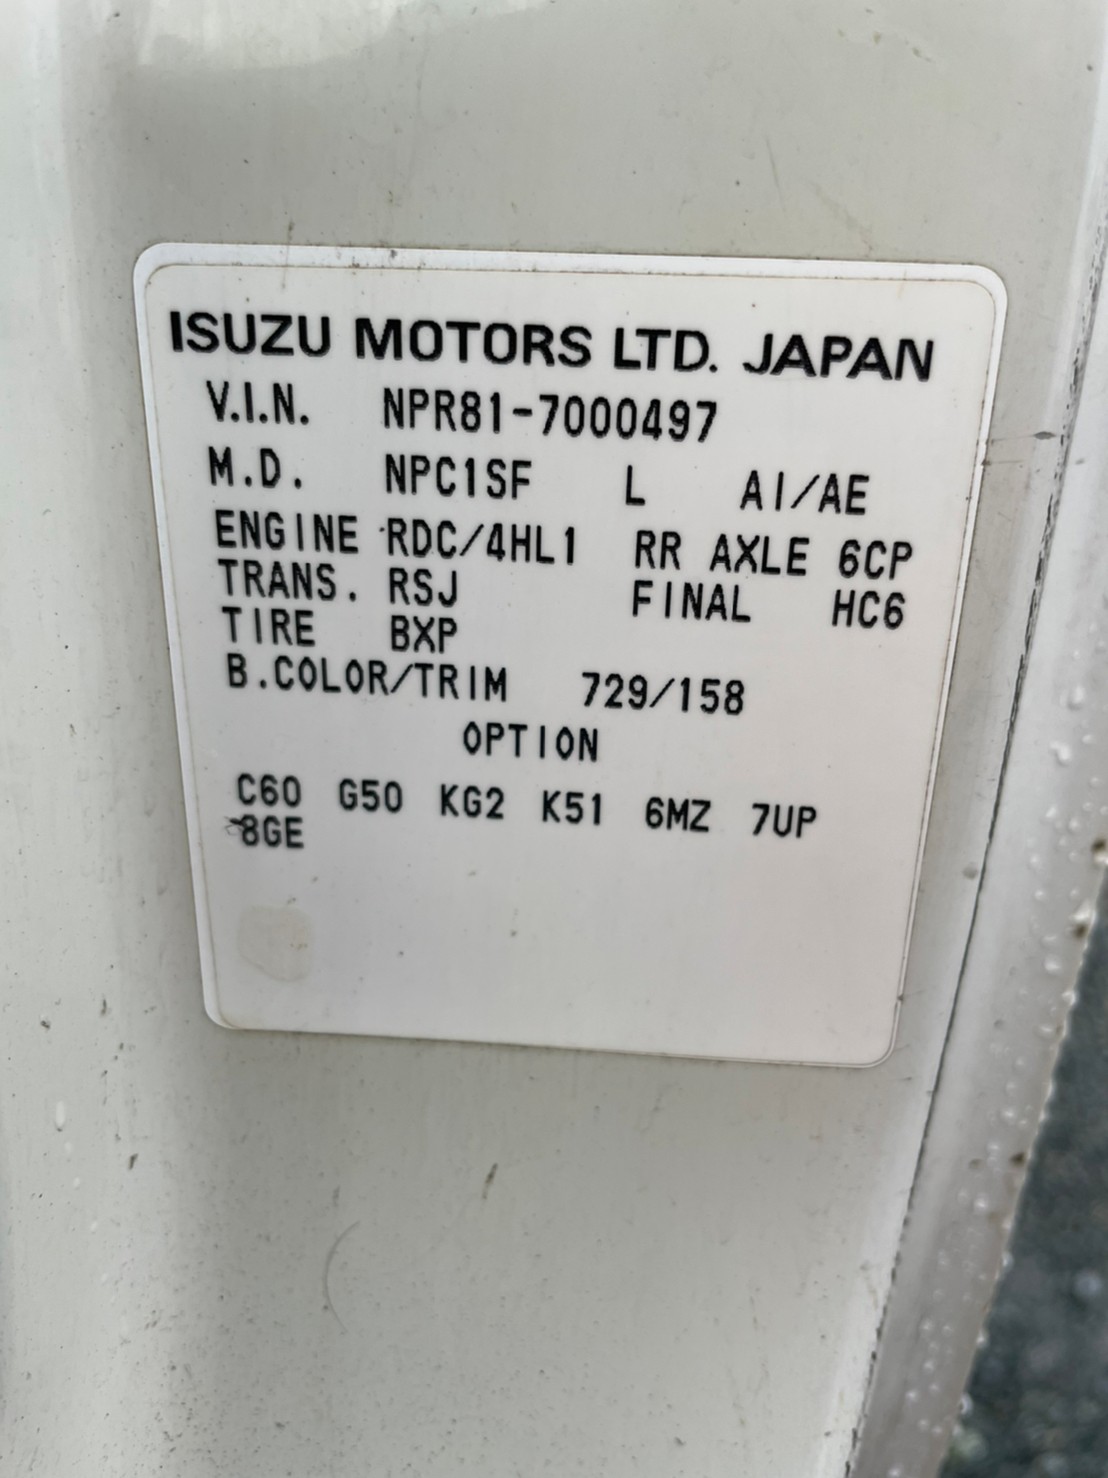 ISUZU MOTORS LTD. JAPAN
V.I.N. NPR81-7000497
M.D. NPC1SF L A1/AE
ENGINE RDC/4HL1 RR AXLE 6CP
TRANS. RSJ FINAL HC6
TIRE BXP
B.COLOR/TRIM 729/158
OPTION
C60 G50 KG2 K51 6MZ 7UP
8GE